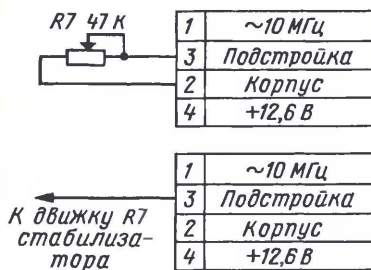 R7 47 К
1 ~10 МГц
3 Подстройка
2 Корпус
4 +12,6 В
1 ~10 МГц
3 Подстройка
2 Корпус
4 +12,6 В
К движку R7
стабилиза-
тора